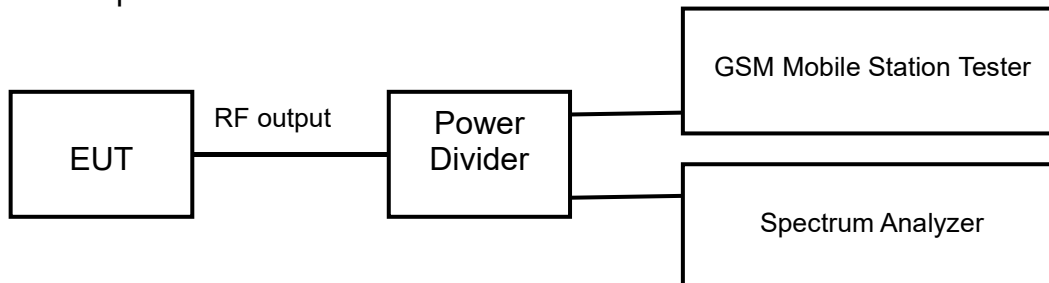 EUT
RF output
Power
Divider
GSM Mobile Station Tester
Spectrum Analyzer